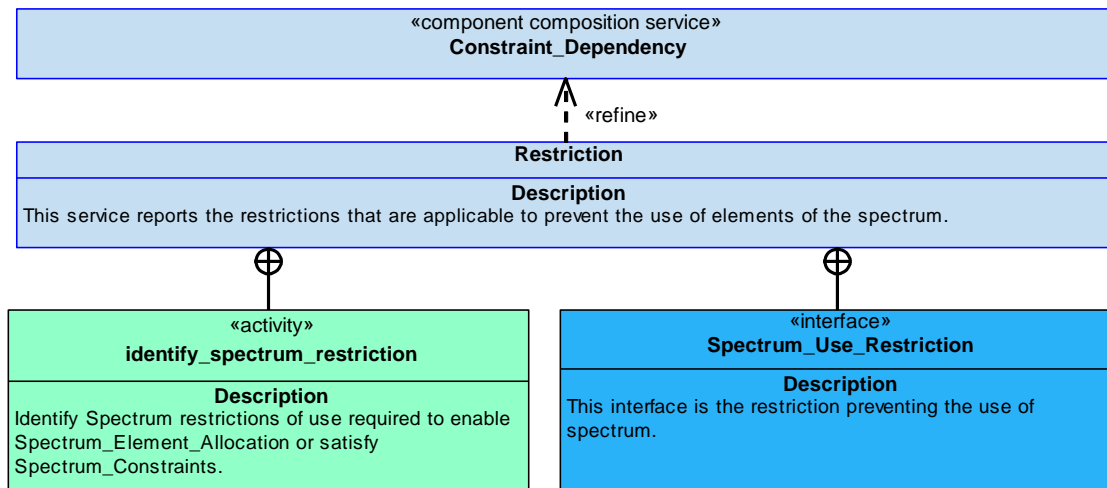 «component composition service»
Constraint_Dependency
«refine»
Restriction
Description
This service reports the restrictions that are applicable to prevent the use of elements of the spectrum.
«activity»
identify_spectrum_restriction
Description
Identify Spectrum restrictions of use required to enable
Spectrum_Element_Allocation or satisfy
Spectrum_Constraints.
«interface»
Spectrum_Use_Restriction
Description
This interface is the restriction preventing the use of
spectrum.